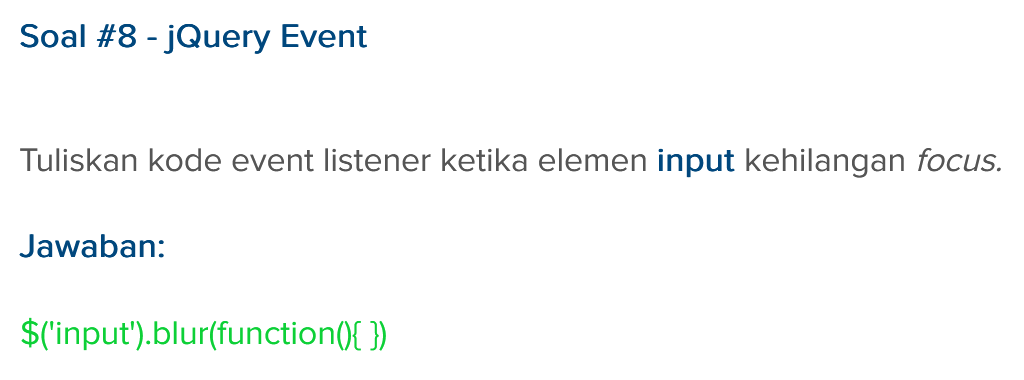 Soal #8 - jQuery Event
Tuliskan kode event listener ketika elemen input kehilangan focus.
Jawaban:
$('input').blur(function(){ })